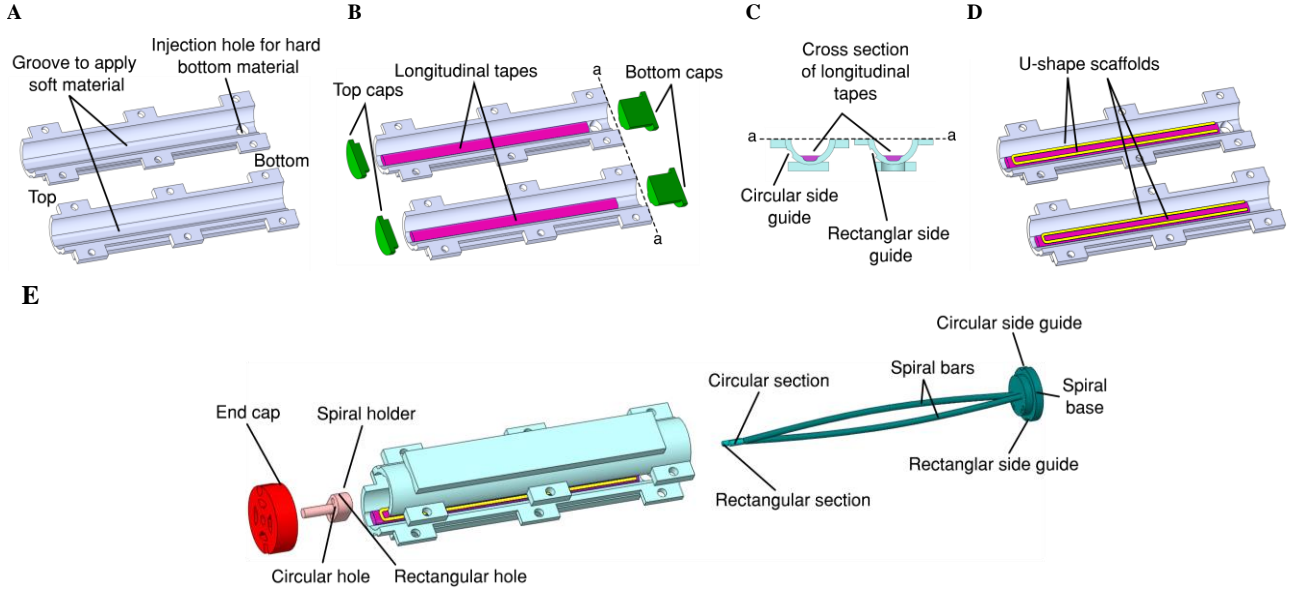 A
Groove to apply
soft material
Injection hole for hard
bottom material
Bottom
Top
B
Top caps
Longitudinal tapes
a
Bottom caps
a
C
Cross section
of longitudinal
tapes
a
a
Circular side
guide
Rectanglar side
guide
D
U-shape scaffolds
E
End cap
Spiral holder
Circular hole
Rectangular hole
Circular section
Rectangular section
Spiral bars
Circular side guide
Spiral
base
Rectanglar side guide